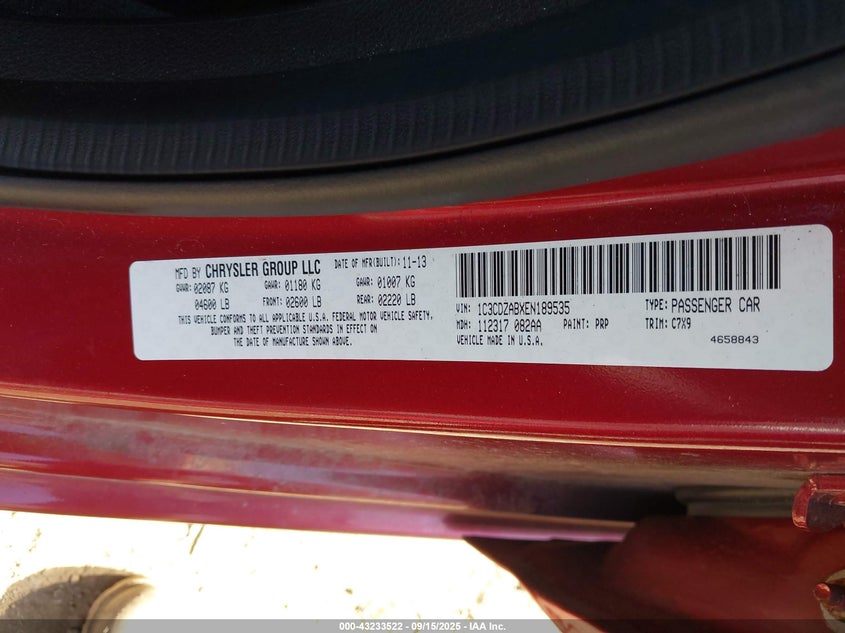 MFD BY CHRYSLER GROUP LLC DATE OF MFR(BUILT): 11-13
GVWR: 02087 KG GAWR: 01180 KG GAWR: 01007 KG
04600 LB FRONT: 02600 LB REAR: 02220 LB
THIS VEHICLE CONFORMS TO ALL APPLICABLE U.S.A. FEDERAL MOTOR VEHICLE SAFETY,
BUMPER AND THEFT PREVENTION STANDARDS IN EFFECT ON
THE DATE OF MANUFACTURE SHOWN ABOVE.
VIN: 1C3CDZABXEN189535 TYPE: PASSENGER CAR
MDH: 112317 082AA PAINT: PRP TRIM: C7X9
VEHICLE MADE IN U.S.A. 4658843
000-43233522 - 09/15/2025 - IAA Inc.